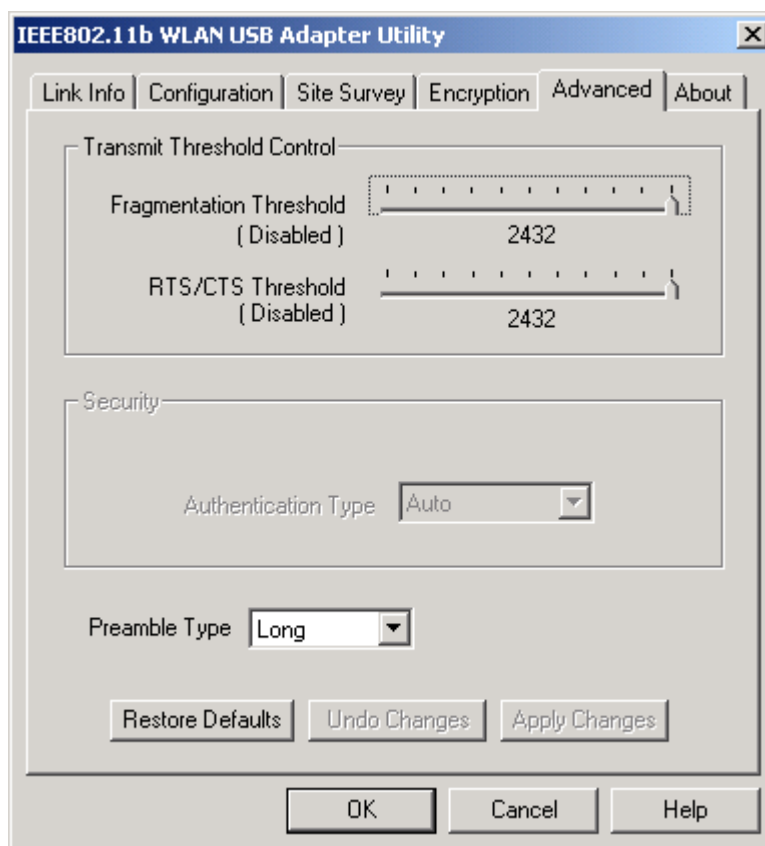 IEEE802.11b WLAN USB Adapter Utility
Link Info Configuration Site Survey Encryption Advanced About
Transmit Threshold Control
Fragmentation Threshold
( Disabled )
2432
RTS/CTS Threshold
( Disabled )
2432
Security
Authentication Type Auto
Preamble Type Long
Restore Defaults Undo Changes Apply Changes
OK Cancel Help